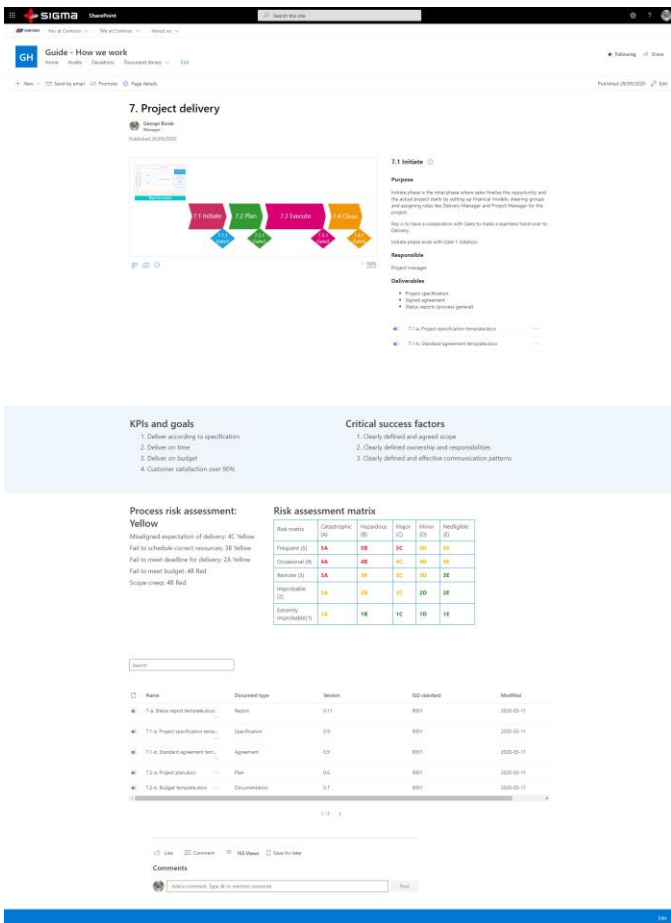 SIGMA SharePoint
Search this site
You at Contoso We at Contoso About us
GH
Guide - How we work
Home Audits Deviations Document library Edit
Following Share
New Send by email Promote Page details
Published 28/09/2020 Edit
7. Project delivery
George Boole
Manager
Published 28/09/2020
7.1 Initiate
7.2 Plan
7.3 Execute
7.4 Close
7.1 Initiate
Purpose
Initiate phase is the intial phase where sales finalise the opportunity and
the actual project starts by setting up financial models, steering groups
and assigning roles like Delivery Manager and Project Manager for the
project.
Key is to have a cooperation with Sales to make a seamless hand over to
Delivery.
Initiate phase ends with Gate 1 initation.
Responsible
Project manager
Deliverables
Project specification
Signed agreement
Status reports (process general)
7.1-a. Project specification template.docx
7.1-b. Standard agreement template.docx
KPIs and goals
1. Deliver according to specification
2. Deliver on time
3. Deliver on budget
4. Customer satisfaction over 90%
Critical success factors
1. Clearly defined and agreed scope
2. Clearly defined ownership and responsibilities
3. Clearly defined and effective communication patterns
Process risk assessment:
Yellow
Misaligned expectation of delivery: 4C Yellow
Fail to schedule correct resources: 3B Yellow
Fail to meet deadline for delivery: 2A Yellow
Fail to meet budget: 4B Red
Scope creep: 4B Red
Risk assessment matrix
Risk matrix Catastrophic (A) Hazardous (B) Major (C) Minor (D) Nedligible (E)
Frequent (5) 5A 5B 5C 5D 5E
Occasional (4) 4A 4B 4C 4D 4E
Remote (3) 3A 3B 3C 3D 3E
Improbable (2) 2A 2B 2C 2D 2E
Extremly improbable(1) 1A 1B 1C 1D 1E
Search
Name Document type Version ISO standard Modified
7-a. Status report template.docx Report 0.11 9001 2020-03-11
7.1-a. Project specification temp... Specification 0.9 9001 2020-03-11
7.1-b. Standard agreement tem... Agreement 0.9 9001 2020-03-11
7.2-a. Project plan.docx Plan 0.6 9001 2020-03-11
7.2-b. Budget template.docx Documentation 0.7 9001 2020-03-11
1 / 3
Like Comment 155 Views Save for later
Comments
Add a comment. Type @ to mention someone
Post
Edit